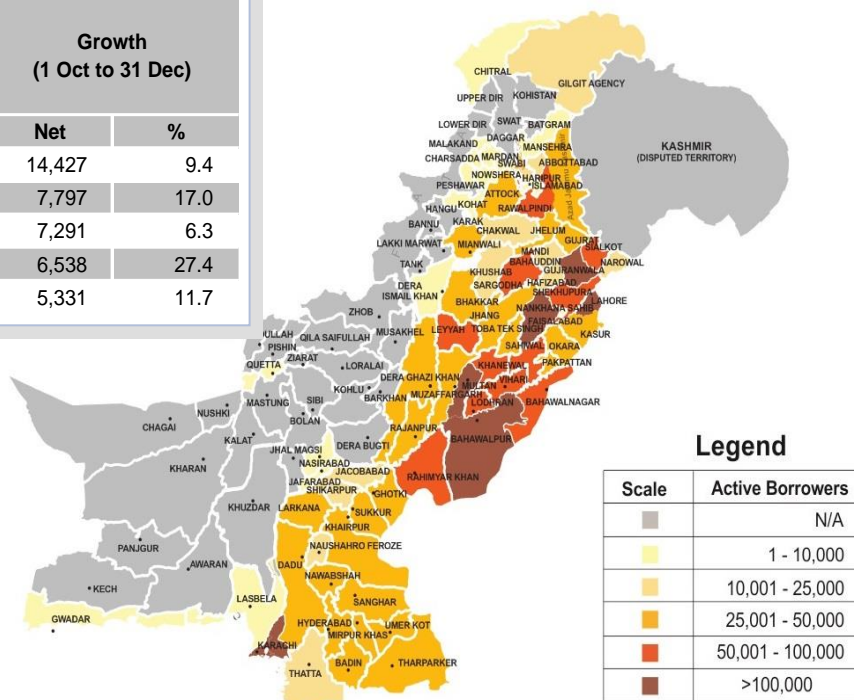 Growth
(1 Oct to 31 Dec)
Net %
14,427 9.4
7,797 17.0
7,291 6.3
6,538 27.4
5,331 11.7
CHITRAL
GILGIT AGENCY
UPPER DIR KOHISTAN
LOWER DIR SWAT BATGRAM
DAGGAR
MALAKAND MANSEHRA
KASHMIR
(DISPUTED TERRITORY)
CHARSADDA MARDAN SWABI ABBOTTABAD
NOWSHERA HARIPUR
PESHAWAR ISLAMABAD
ATTOCK
HANGU KOHAT RAWALPINDI
Azad Jammu
KARAK
BANNU CHAKWAL JHELUM
LAKKI MARWAT MIANWALI GUJRAT
SIALKOT
TANK MANDI
BAHAUDDIN NAROWAL
KHUSHAB GUJRANWALA
DERA
ISMAIL KHAN SARGODHA HAFIZABAD
SHEKHUPURA
BHAKKAR LAHORE
ZHOB JHANG NANKHANA SAHIB
FAISALABAD
MUSAKHEL LEYYAH TOBA TEK SINGH
KASUR
ULLAH QILA SAIFULLAH
PISHIN SAHIWAL OKARA
ZIARAT
QUETTA LORALAI KHANEWAL PAKPATTAN
DERA GHAZI KHAN
MULTAN VIHARI
KOHLU BARKHAN MUZAFFARGARH
MASTUNG SIBI LODHRAN BAHAWALNAGAR
NUSHKI
CHAGAI BOLAN RAJANPUR
KALAT DERA BUGTI BAHAWALPUR
JHAL MAGSI
KHARAN NASIRABAD
JACOBABAD RAHIMYAR KHAN
JAFARABAD
SHIKARPUR GHOTKI
KHUZDAR LARKANA
SUKKUR
KHAIRPUR
PANJGUR NAUSHAHRO FEROZE
AWARAN DADU
NAWABSHAH
KECH
LASBELA SANGHAR
GWADAR HYDERABAD UMER KOT
MIRPUR KHAS
KARACHI
BADIN THARPARKER
THATTA
Legend
Scale Active Borrowers
N/A
1 - 10,000
10,001 - 25,000
25,001 - 50,000
50,001 - 100,000
>100,000